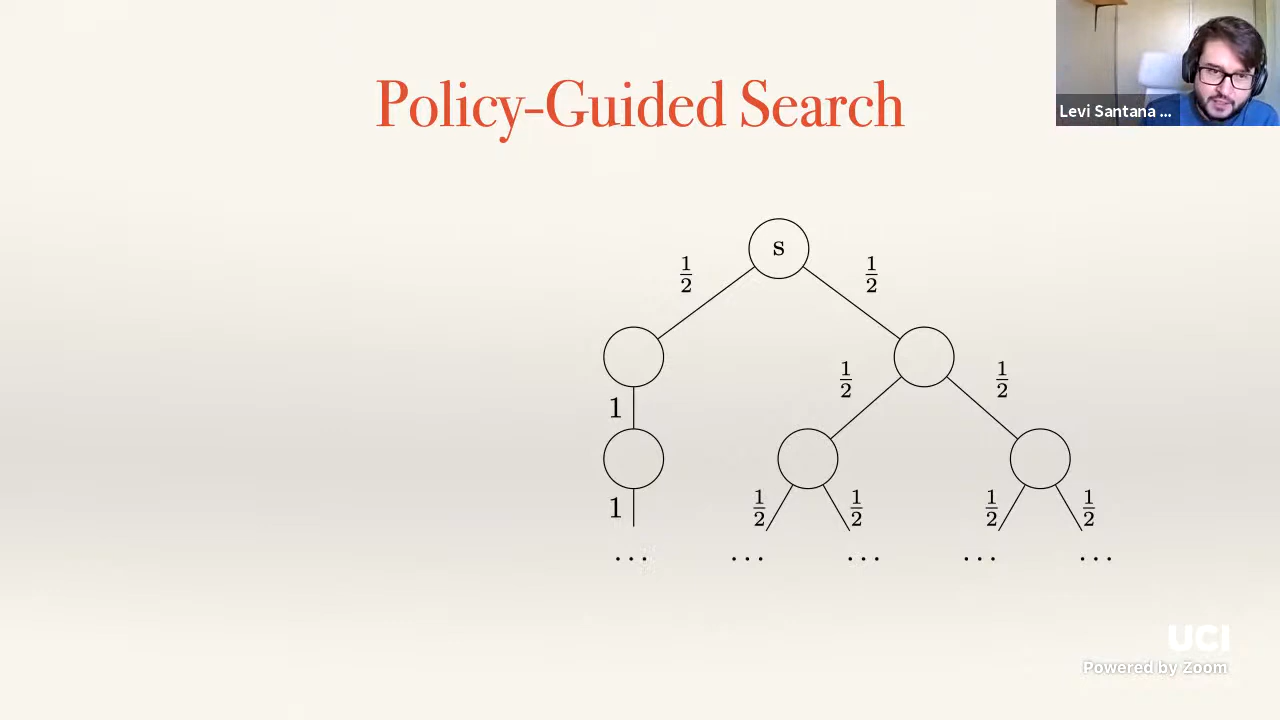 Policy-Guided Search
Levi Santana ...
s
1/2 1/2
1/2 1/2
1
1 1/2 1/2 1/2 1/2
... ... ... ... ...
UCI
Powered by Zoom